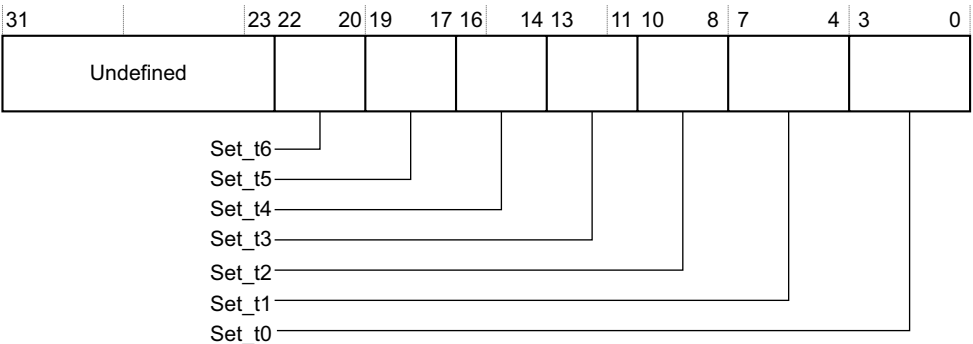 31 23 22 20 19 17 16 14 13 11 10 8 7 4 3 0
Undefined
Set_t6
Set_t5
Set_t4
Set_t3
Set_t2
Set_t1
Set_t0